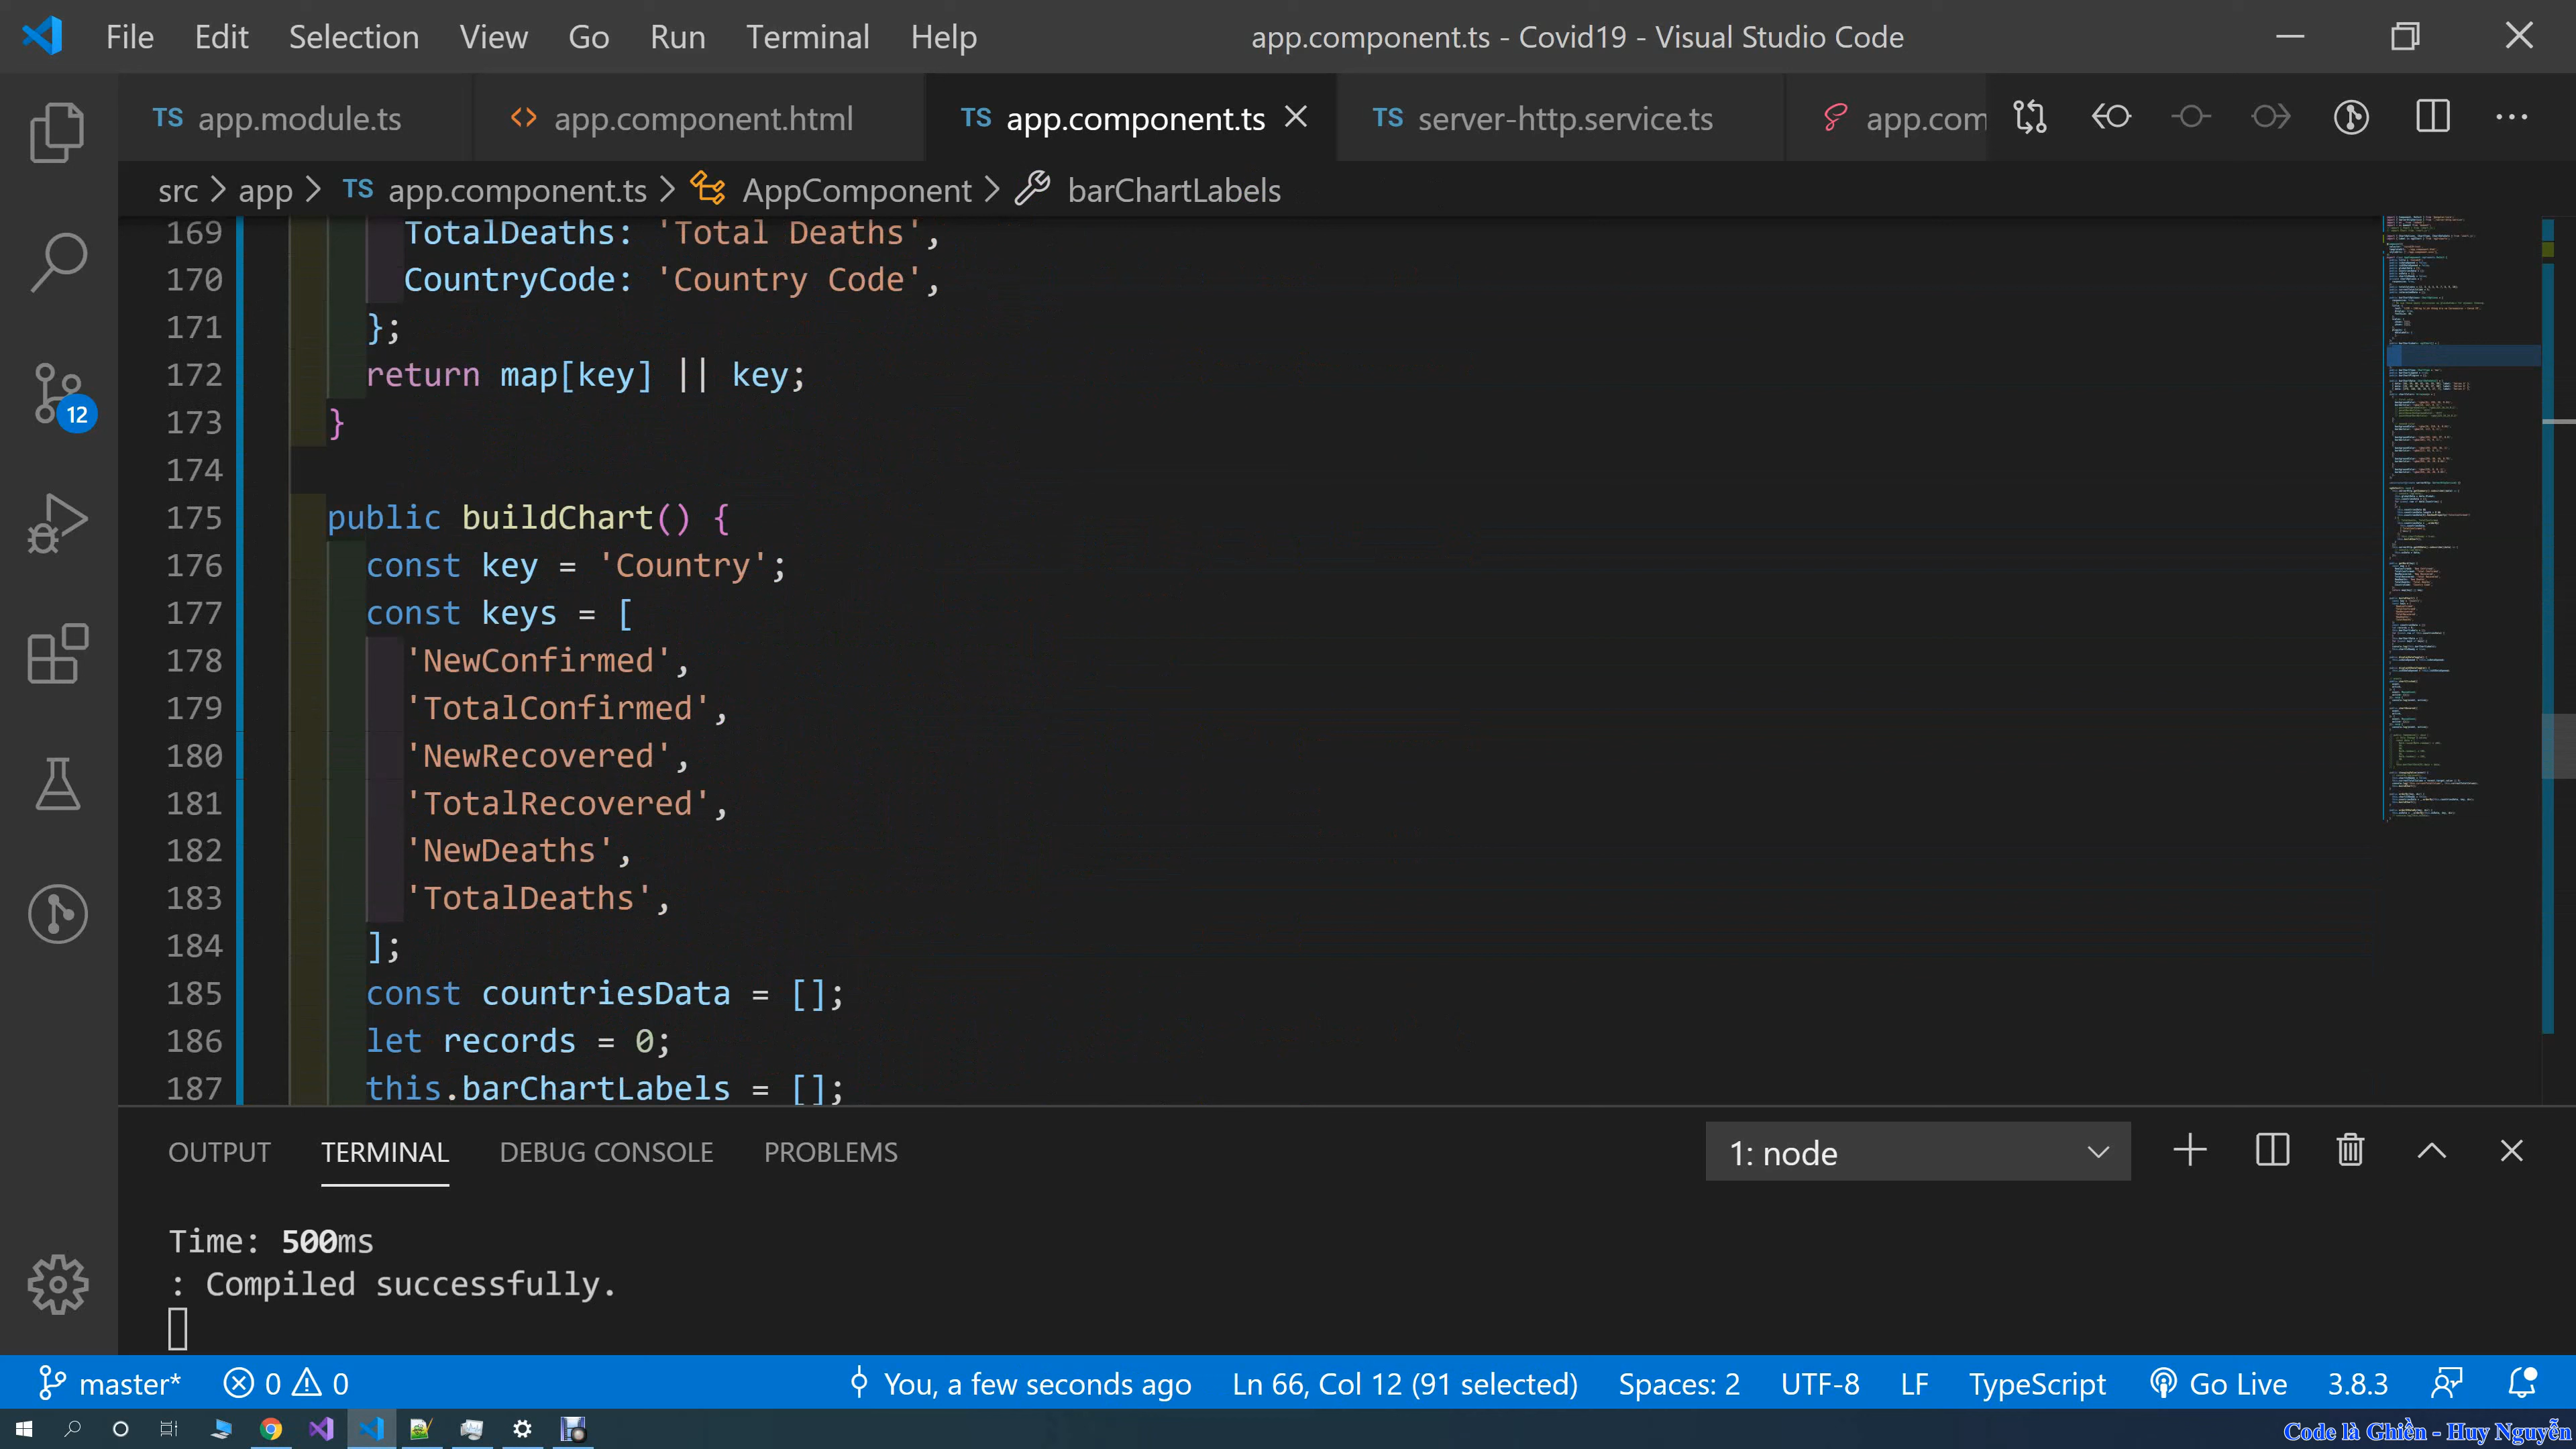 File Edit Selection View Go Run Terminal Help app.component.ts - Covid19 - Visual Studio Code
TS app.module.ts <> app.component.html TS app.component.ts TS server-http.service.ts app.com
src > app > TS app.component.ts > AppComponent > barChartLabels
169 TotalDeaths: 'Total Deaths',
170 CountryCode: 'Country Code',
171 };
172 return map[key] || key;
173 }
174
175 public buildChart() {
176 const key = 'Country';
177 const keys = [
178 'NewConfirmed',
179 'TotalConfirmed',
180 'NewRecovered',
181 'TotalRecovered',
182 'NewDeaths',
183 'TotalDeaths',
184 ];
185 const countriesData = [];
186 let records = 0;
187 this.barChartLabels = [];
12
OUTPUT TERMINAL DEBUG CONSOLE PROBLEMS 1: node
Time: 500ms
: Compiled successfully.
master* 0 0 You, a few seconds ago Ln 66, Col 12 (91 selected) Spaces: 2 UTF-8 LF TypeScript Go Live 3.8.3
Code là Ghiền - Huy Nguyễn